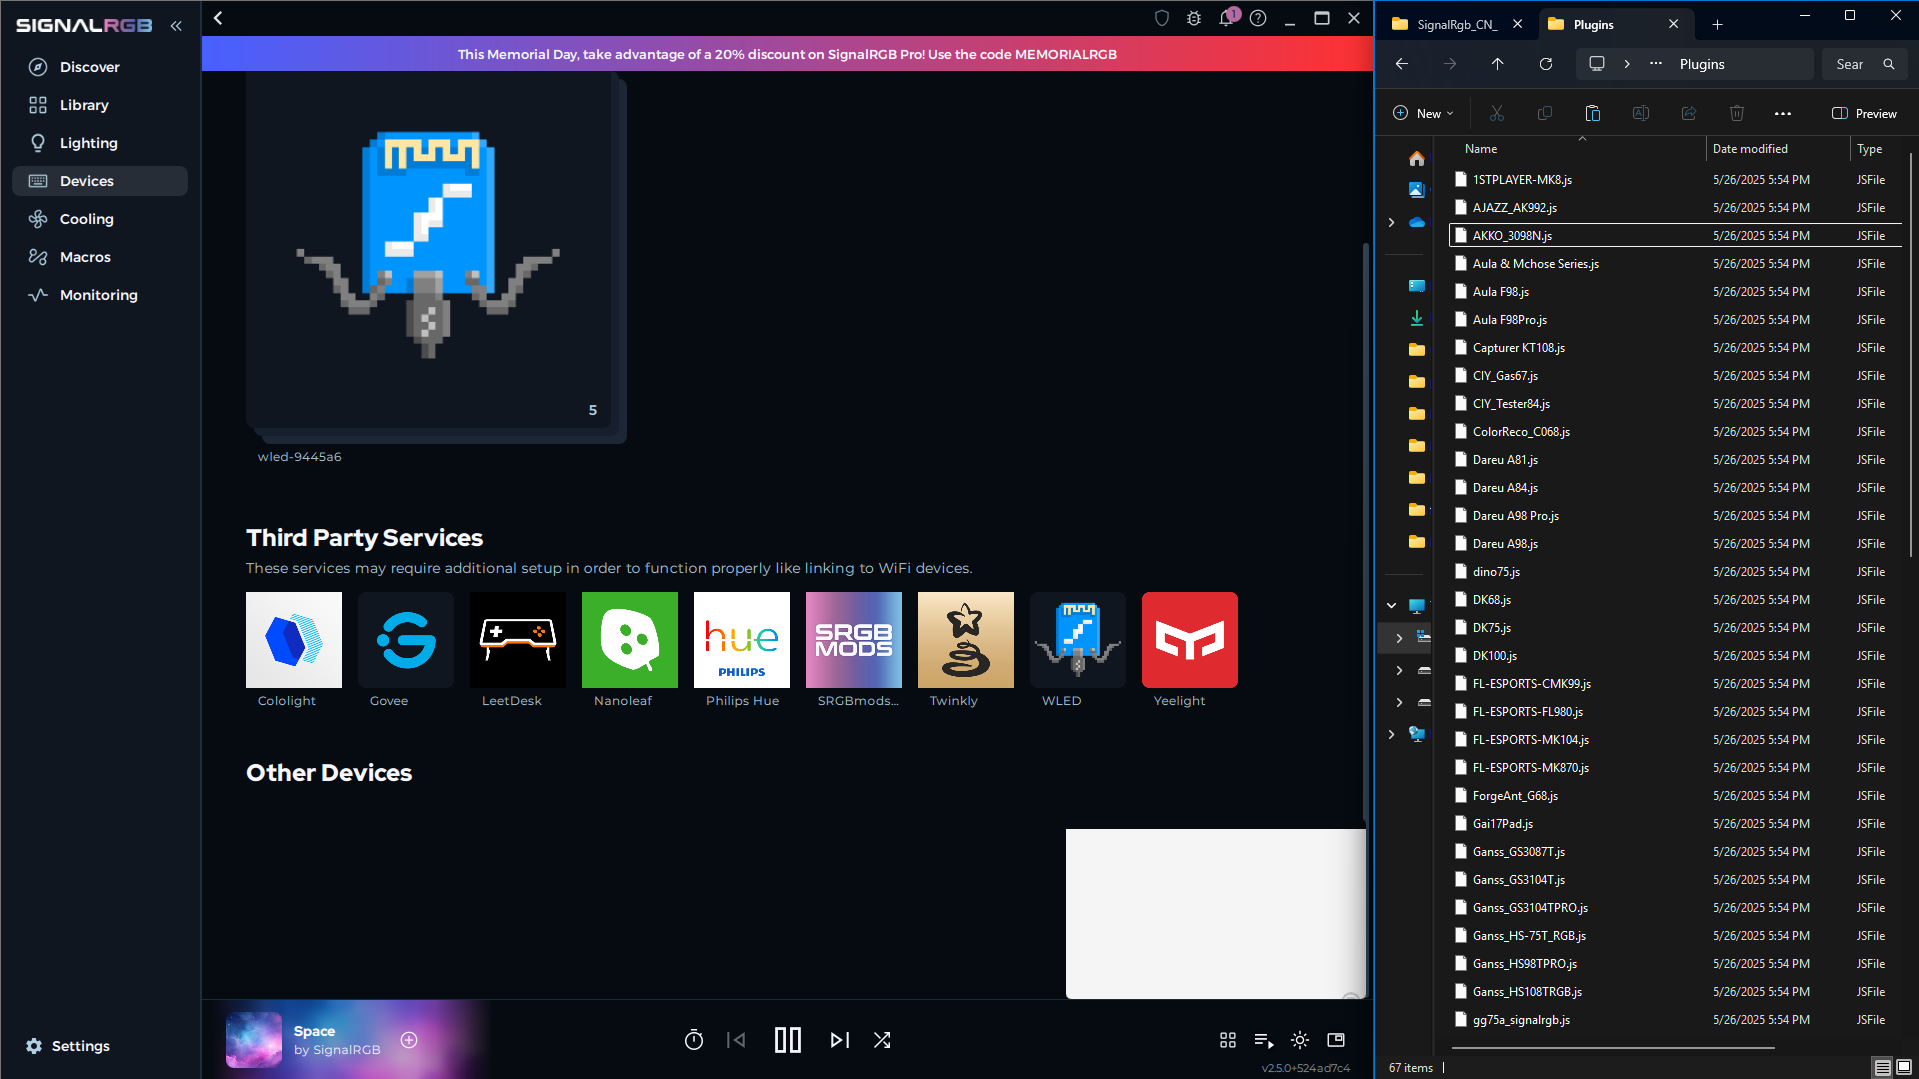 SIGNALRGB
Discover
Library
Lighting
Devices
Cooling
Macros
Monitoring
Settings
1
This Memorial Day, take advantage of a 20% discount on SignalRGB Pro! Use the code MEMORIALRGB
5
wled-9445a6
Third Party Services
These services may require additional setup in order to function properly like linking to WiFi devices.
hue
PHILIPS
SRGB
MODS
Cololight
Govee
LeetDesk
Nanoleaf
Philips Hue
SRGBmods...
Twinkly
WLED
Yeelight
Other Devices
Space
by SignalRGB
v2.5.0+524ad7c4
SignalRgb_CN_
Plugins
Plugins
Sear
New
Preview
Name Date modified Type
1STPLAYER-MK8.js 5/26/2025 5:54 PM JSFile
AJAZZ_AK992.js 5/26/2025 5:54 PM JSFile
AKKO_3098N.js 5/26/2025 5:54 PM JSFile
Aula & Mchose Series.js 5/26/2025 5:54 PM JSFile
Aula F98.js 5/26/2025 5:54 PM JSFile
Aula F98Pro.js 5/26/2025 5:54 PM JSFile
Capturer KT108.js 5/26/2025 5:54 PM JSFile
CIY_Gas67.js 5/26/2025 5:54 PM JSFile
CIY_Tester84.js 5/26/2025 5:54 PM JSFile
ColorReco_C068.js 5/26/2025 5:54 PM JSFile
Dareu A81.js 5/26/2025 5:54 PM JSFile
Dareu A84.js 5/26/2025 5:54 PM JSFile
Dareu A98 Pro.js 5/26/2025 5:54 PM JSFile
Dareu A98.js 5/26/2025 5:54 PM JSFile
dino75.js 5/26/2025 5:54 PM JSFile
DK68.js 5/26/2025 5:54 PM JSFile
DK75.js 5/26/2025 5:54 PM JSFile
DK100.js 5/26/2025 5:54 PM JSFile
FL-ESPORTS-CMK99.js 5/26/2025 5:54 PM JSFile
FL-ESPORTS-FL980.js 5/26/2025 5:54 PM JSFile
FL-ESPORTS-MK104.js 5/26/2025 5:54 PM JSFile
FL-ESPORTS-MK870.js 5/26/2025 5:54 PM JSFile
ForgeAnt_G68.js 5/26/2025 5:54 PM JSFile
Gai17Pad.js 5/26/2025 5:54 PM JSFile
Ganss_GS3087T.js 5/26/2025 5:54 PM JSFile
Ganss_GS3104T.js 5/26/2025 5:54 PM JSFile
Ganss_GS3104TPRO.js 5/26/2025 5:54 PM JSFile
Ganss_HS-75T_RGB.js 5/26/2025 5:54 PM JSFile
Ganss_HS98TPRO.js 5/26/2025 5:54 PM JSFile
Ganss_HS108TRGB.js 5/26/2025 5:54 PM JSFile
gg75a_signalrgb.js 5/26/2025 5:54 PM JSFile
67 items